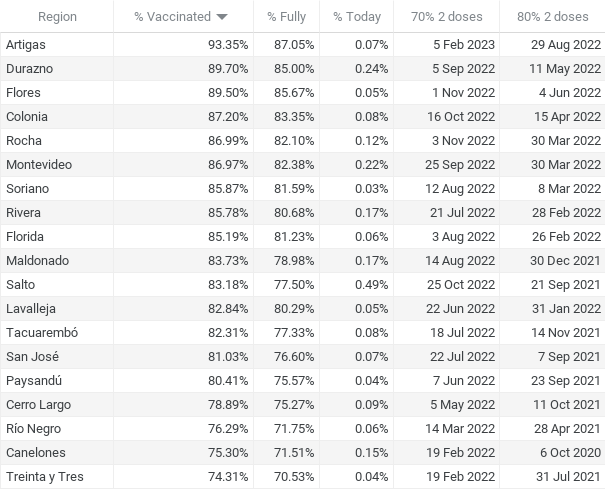 Region % Vaccinated % Fully % Today 70% 2 doses 80% 2 doses
Artigas 93.35% 87.05% 0.07% 5 Feb 2023 29 Aug 2022
Durazno 89.70% 85.00% 0.24% 5 Sep 2022 11 May 2022
Flores 89.50% 85.67% 0.05% 1 Nov 2022 4 Jun 2022
Colonia 87.20% 83.35% 0.08% 16 Oct 2022 15 Apr 2022
Rocha 86.99% 82.10% 0.12% 3 Nov 2022 30 Mar 2022
Montevideo 86.97% 82.38% 0.22% 25 Sep 2022 30 Mar 2022
Soriano 85.87% 81.59% 0.03% 12 Aug 2022 8 Mar 2022
Rivera 85.78% 80.68% 0.17% 21 Jul 2022 28 Feb 2022
Florida 85.19% 81.23% 0.06% 3 Aug 2022 26 Feb 2022
Maldonado 83.73% 78.98% 0.17% 14 Aug 2022 30 Dec 2021
Salto 83.18% 77.50% 0.49% 25 Oct 2022 21 Sep 2021
Lavalleja 82.84% 80.29% 0.05% 22 Jun 2022 31 Jan 2022
Tacuarembó 82.31% 77.33% 0.08% 18 Jul 2022 14 Nov 2021
San José 81.03% 76.60% 0.07% 22 Jul 2022 7 Sep 2021
Paysandú 80.41% 75.57% 0.04% 7 Jun 2022 23 Sep 2021
Cerro Largo 78.89% 75.27% 0.09% 5 May 2022 11 Oct 2021
Río Negro 76.29% 71.75% 0.06% 14 Mar 2022 28 Apr 2021
Canelones 75.30% 71.51% 0.15% 19 Feb 2022 6 Oct 2020
Treinta y Tres 74.31% 70.53% 0.04% 19 Feb 2022 31 Jul 2021